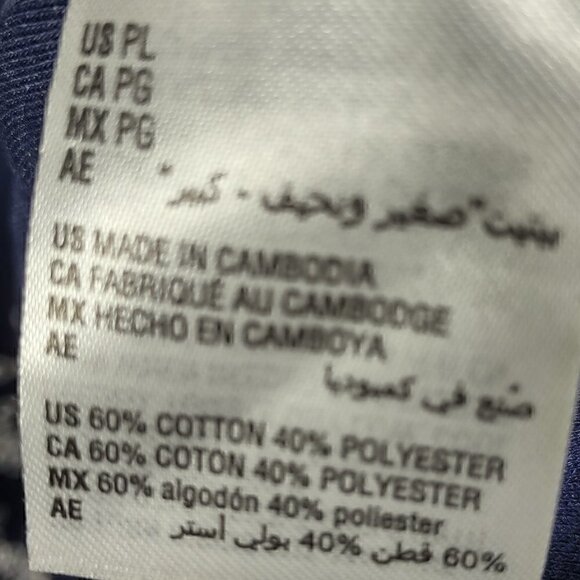 US PL
CA PG
MX PG
AE
بيتيت "صغير ونحيف - كبير"
US MADE IN CAMBODIA
CA FABRIQUÉ AU CAMBODGE
MX HECHO EN CAMBOYA
AE
صنع في كمبوديا
US 60% COTTON 40% POLYESTER
CA 60% COTON 40% POLYESTER
MX 60% algodón 40% poliester
AE
60% قطن 40% بولي أستر